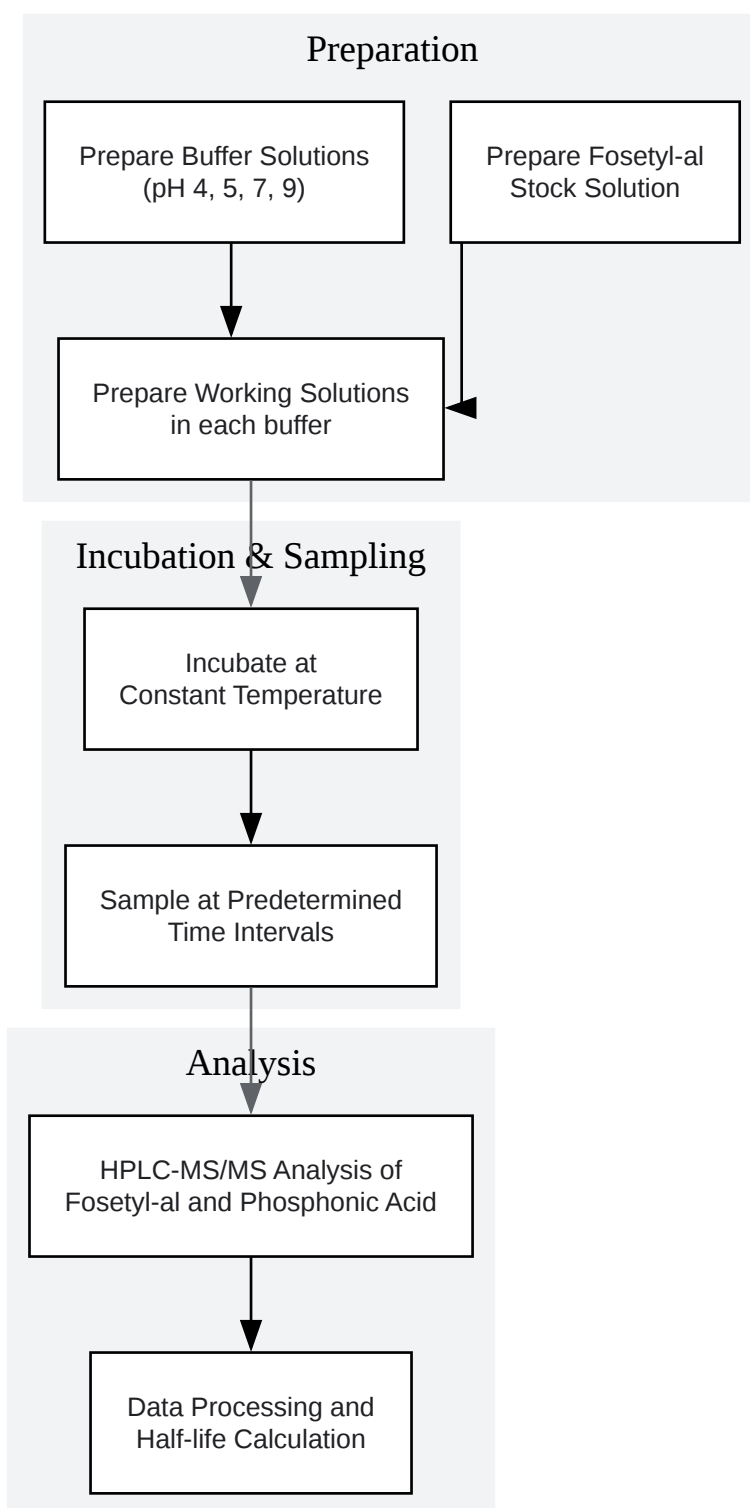 Preparation
Prepare Buffer Solutions
(pH 4, 5, 7, 9)
Prepare Fosetyl-al
Stock Solution
Prepare Working Solutions
in each buffer
Incubation & Sampling
Incubate at
Constant Temperature
Sample at Predetermined
Time Intervals
Analysis
HPLC-MS/MS Analysis of
Fosetyl-al and Phosphonic Acid
Data Processing and
Half-life Calculation